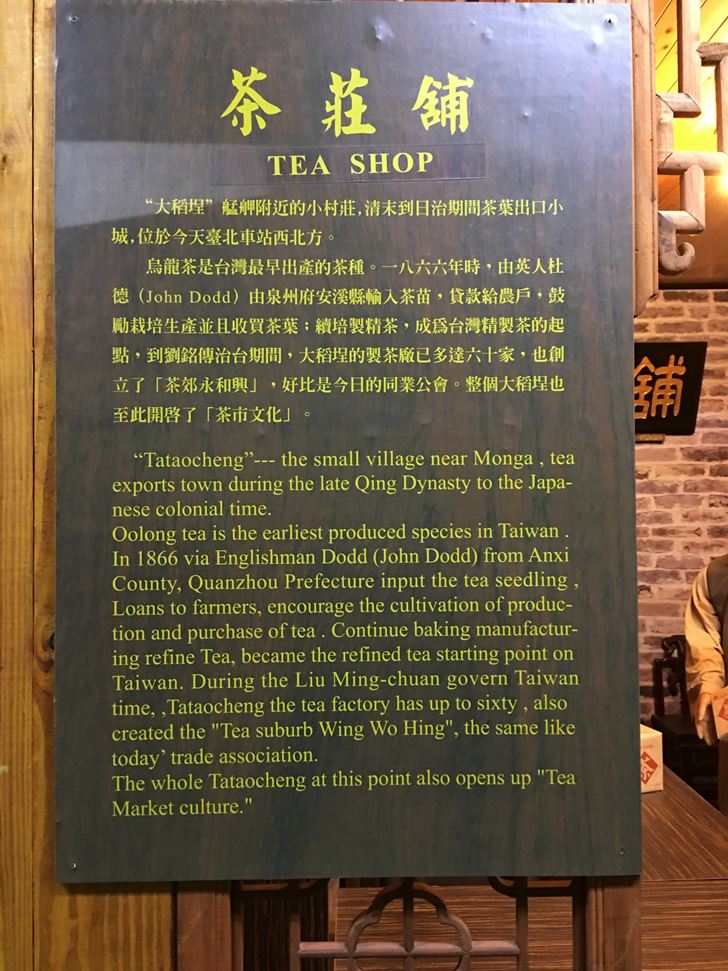 茶莊舖
TEA SHOP
“大稻埕” 艋舺附近的小村莊,清末到日治期間茶葉出口小
城,位於今天臺北車站西北方。
烏龍茶是台灣最早出產的茶種。一八六六年時，由英人杜
德（John Dodd）由泉州府安溪縣輸入茶苗，貸款給農戶，鼓
勵栽培生產並且收買茶葉；續培製精茶，成爲台灣精製茶的起
點，到劉銘傳治台期間，大稻埕的製茶廠已多達六十家，也創
立了「茶郊永和興」，好比是今日的同業公會。整個大稻埕也
至此開啓了「茶市文化」。
“Tataocheng”--- the small village near Monga , tea
exports town during the late Qing Dynasty to the Japa-
nese colonial time.
Oolong tea is the earliest produced species in Taiwan .
In 1866 via Englishman Dodd (John Dodd) from Anxi
County, Quanzhou Prefecture input the tea seedling ,
Loans to farmers, encourage the cultivation of produc-
tion and purchase of tea . Continue baking manufactur-
ing refine Tea, became the refined tea starting point on
Taiwan. During the Liu Ming-chuan govern Taiwan
time, ,Tataocheng the tea factory has up to sixty , also
created the "Tea suburb Wing Wo Hing", the same like
today’ trade association.
The whole Tataocheng at this point also opens up "Tea
Market culture."
舖
茶